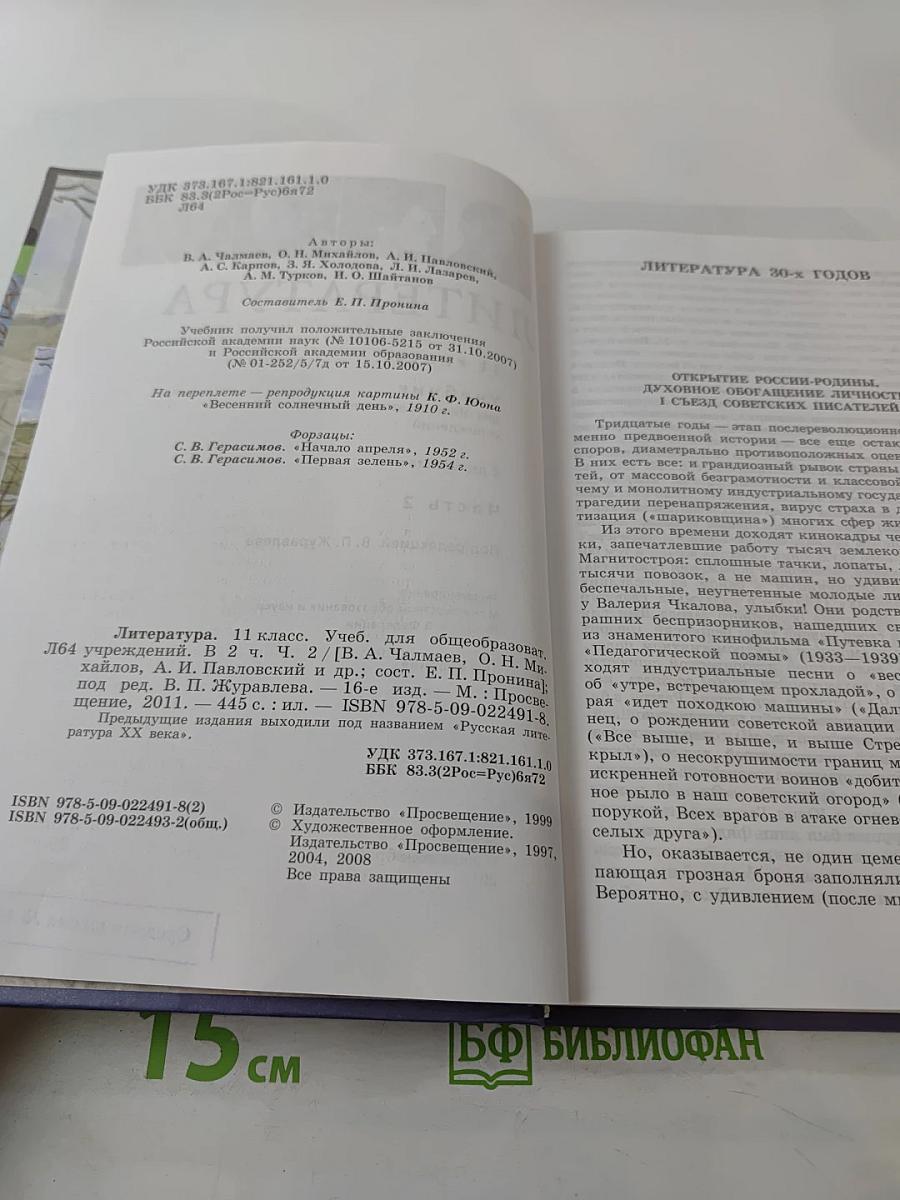 УДК 373.167.1:821.161.1.0
ББК 83.3(2Рос=Рус)6я72
Л64
Авторы:
В. А. Чалмаев, О. Н. Михайлов, А. И. Павловский,
А. С. Карпов, З. Я. Холодова, Л. И. Лазарев,
А. М. Турков, И. О. Шайтанов
Составитель Е. П. Пронина
Учебник получил положительные заключения
Российской академии наук (№ 10106-5215 от 31.10.2007)
и Российской академии образования
(№ 01-252/5/7д от 15.10.2007)
На переплете — репродукция картины К. Ф. Юона
«Весенний солнечный день», 1910 г.
Форзацы:
С. В. Герасимов. «Начало апреля», 1952 г.
С. В. Герасимов. «Первая зелень», 1954 г.
Литература. 11 класс. Учеб. для общеобразоват.
Л64 учреждений. В 2 ч. Ч. 2 / [В. А. Чалмаев, О. Н. Ми-
хайлов, А. И. Павловский и др.; сост. Е. П. Пронина];
под ред. В. П. Журавлева. — 16-е изд. — М. : Просве-
щение, 2011. — 445 с. : ил. — ISBN 978-5-09-022491-8.
Предыдущие издания выходили под названием «Русская лите-
ратура XX века».
УДК 373.167.1:821.161.1.0
ББК 83.3(2Рос=Рус)6я72
ISBN 978-5-09-022491-8(2)
ISBN 978-5-09-022493-2(общ.)
© Издательство «Просвещение», 1999
© Художественное оформление.
Издательство «Просвещение», 1997,
2004, 2008
Все права защищены
ЛИТЕРАТУРА 30-х ГОДОВ
ОТКРЫТИЕ РОССИИ-РОДИНЫ.
ДУХОВНОЕ ОБОГАЩЕНИЕ ЛИЧНОСТ
I СЪЕЗД СОВЕТСКИХ ПИСАТЕЛЕЙ
Тридцатые годы — этап послереволюционно
менно предвоенной истории — все еще остак
споров, диаметрально противоположных оцен
В них есть все: и грандиозный рывок страны
тей, от массовой безграмотности и классовой
чему и монолитному индустриальному госуда
трагедии перенапряжения, вирус страха в д
тизация («шариковщина») многих сфер жи
Из этого времени доходят кинокадры че
ки, запечатлевшие работу тысяч землеко
Магнитостроя: сплошные тачки, лопаты,
тысячи повозок, а не машин, но удивит
беспечальные, неугнетенные молодые ли
у Валерия Чкалова, улыбки! Они родств
рашних беспризорников, нашедших св
из знаменитого кинофильма «Путевка
«Педагогической поэмы» (1933—1939
ходят индустриальные песни о «вес
об «утре, встречающем прохладой», о
рая «идет походкою машины» («Дал
нец, о рождении советской авиации
(«Все выше, и выше, и выше Стре
крыл»), о несокрушимости границ м
искренней готовности воинов «добит
ное рыло в наш советский огород» (
порукой, Всех врагов в атаке огнев
селых друга»).
Но, оказывается, не один цеме
пающая грозная броня заполнял
Вероятно, с удивлением (после м
15 см
БФ БИБЛИОФАН